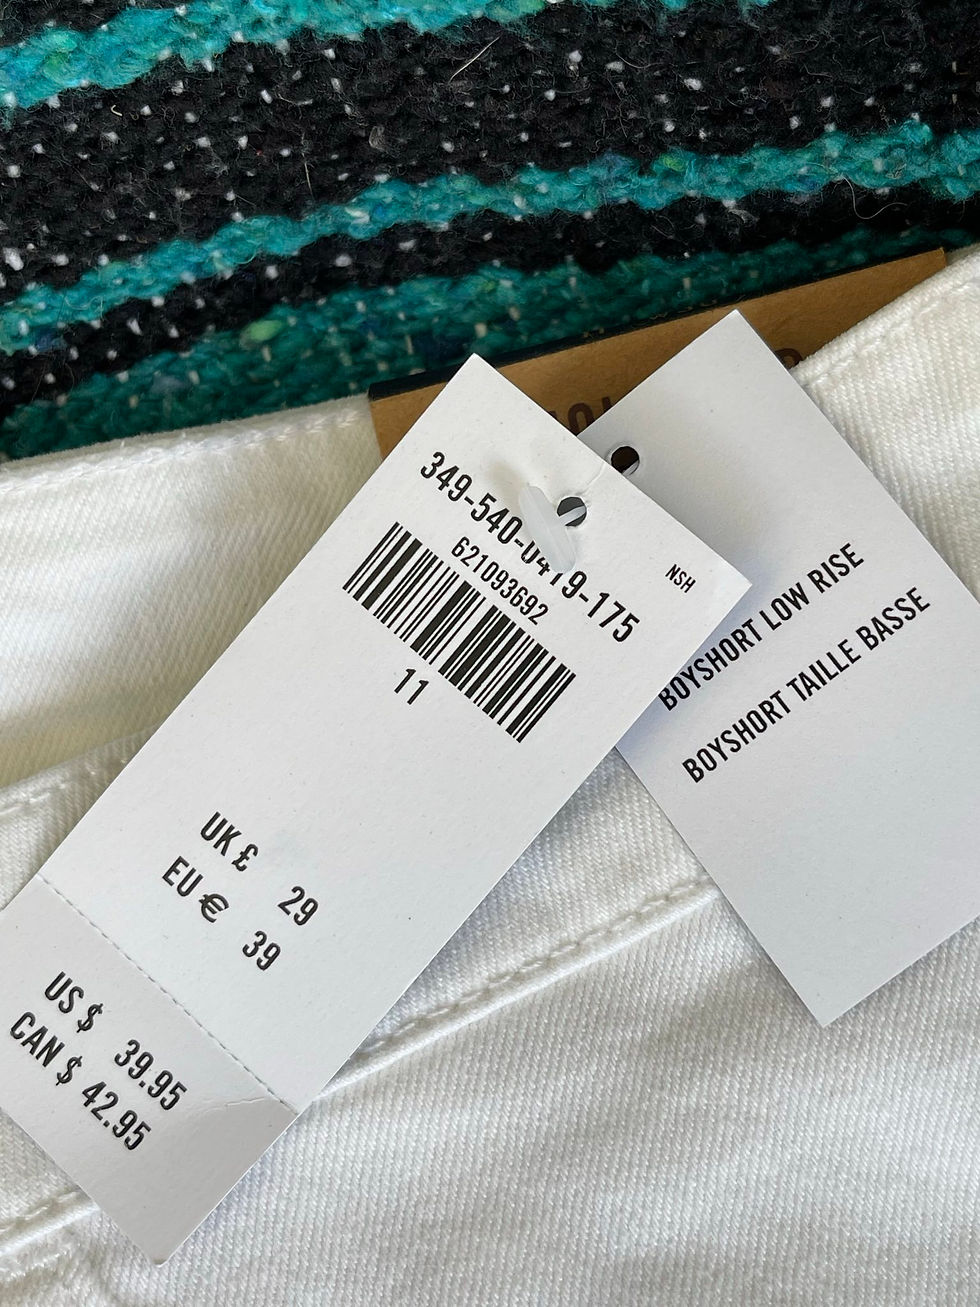 349-540-0419-175
621093692
NSH
11
UK £ 29
EU € 39
US $ 39.95
CAN $ 42.95
BOYSHORT LOW RISE
BOYSHORT TAILLE BASSE